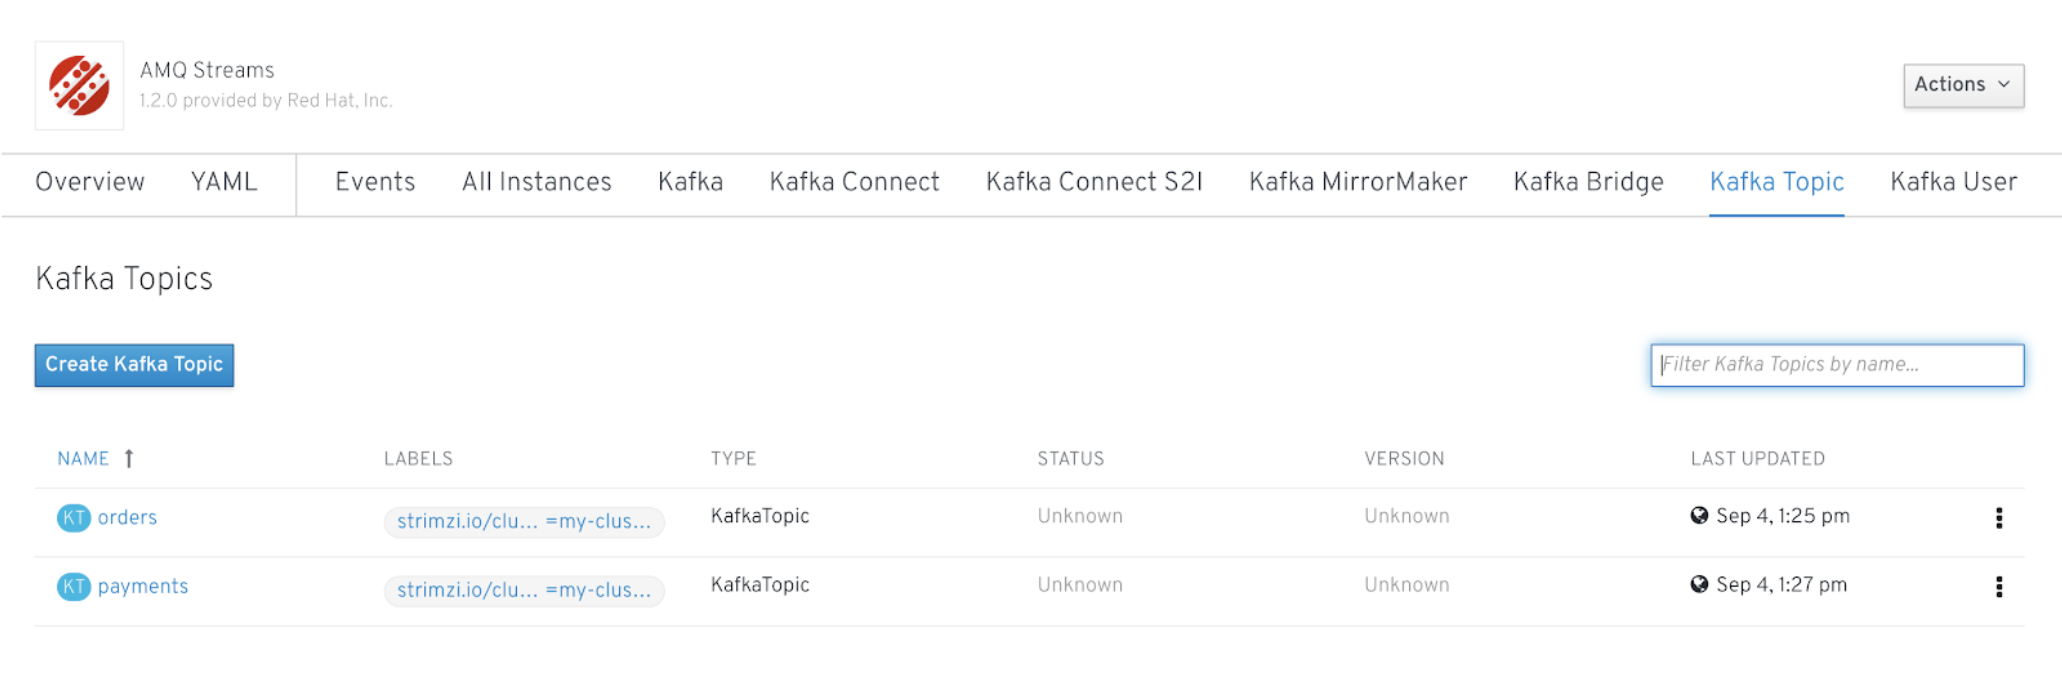 AMQ Streams
1.2.0 provided by Red Hat, Inc.
Actions
Overview YAML Events All Instances Kafka Kafka Connect Kafka Connect S2I Kafka MirrorMaker Kafka Bridge Kafka Topic Kafka User
Kafka Topics
Create Kafka Topic Filter Kafka Topics by name...
NAME LABELS TYPE STATUS VERSION LAST UPDATED
KT orders strimzi.io/clu... =my-clus... KafkaTopic Unknown Unknown Sep 4, 1:25 pm
KT payments strimzi.io/clu... =my-clus... KafkaTopic Unknown Unknown Sep 4, 1:27 pm